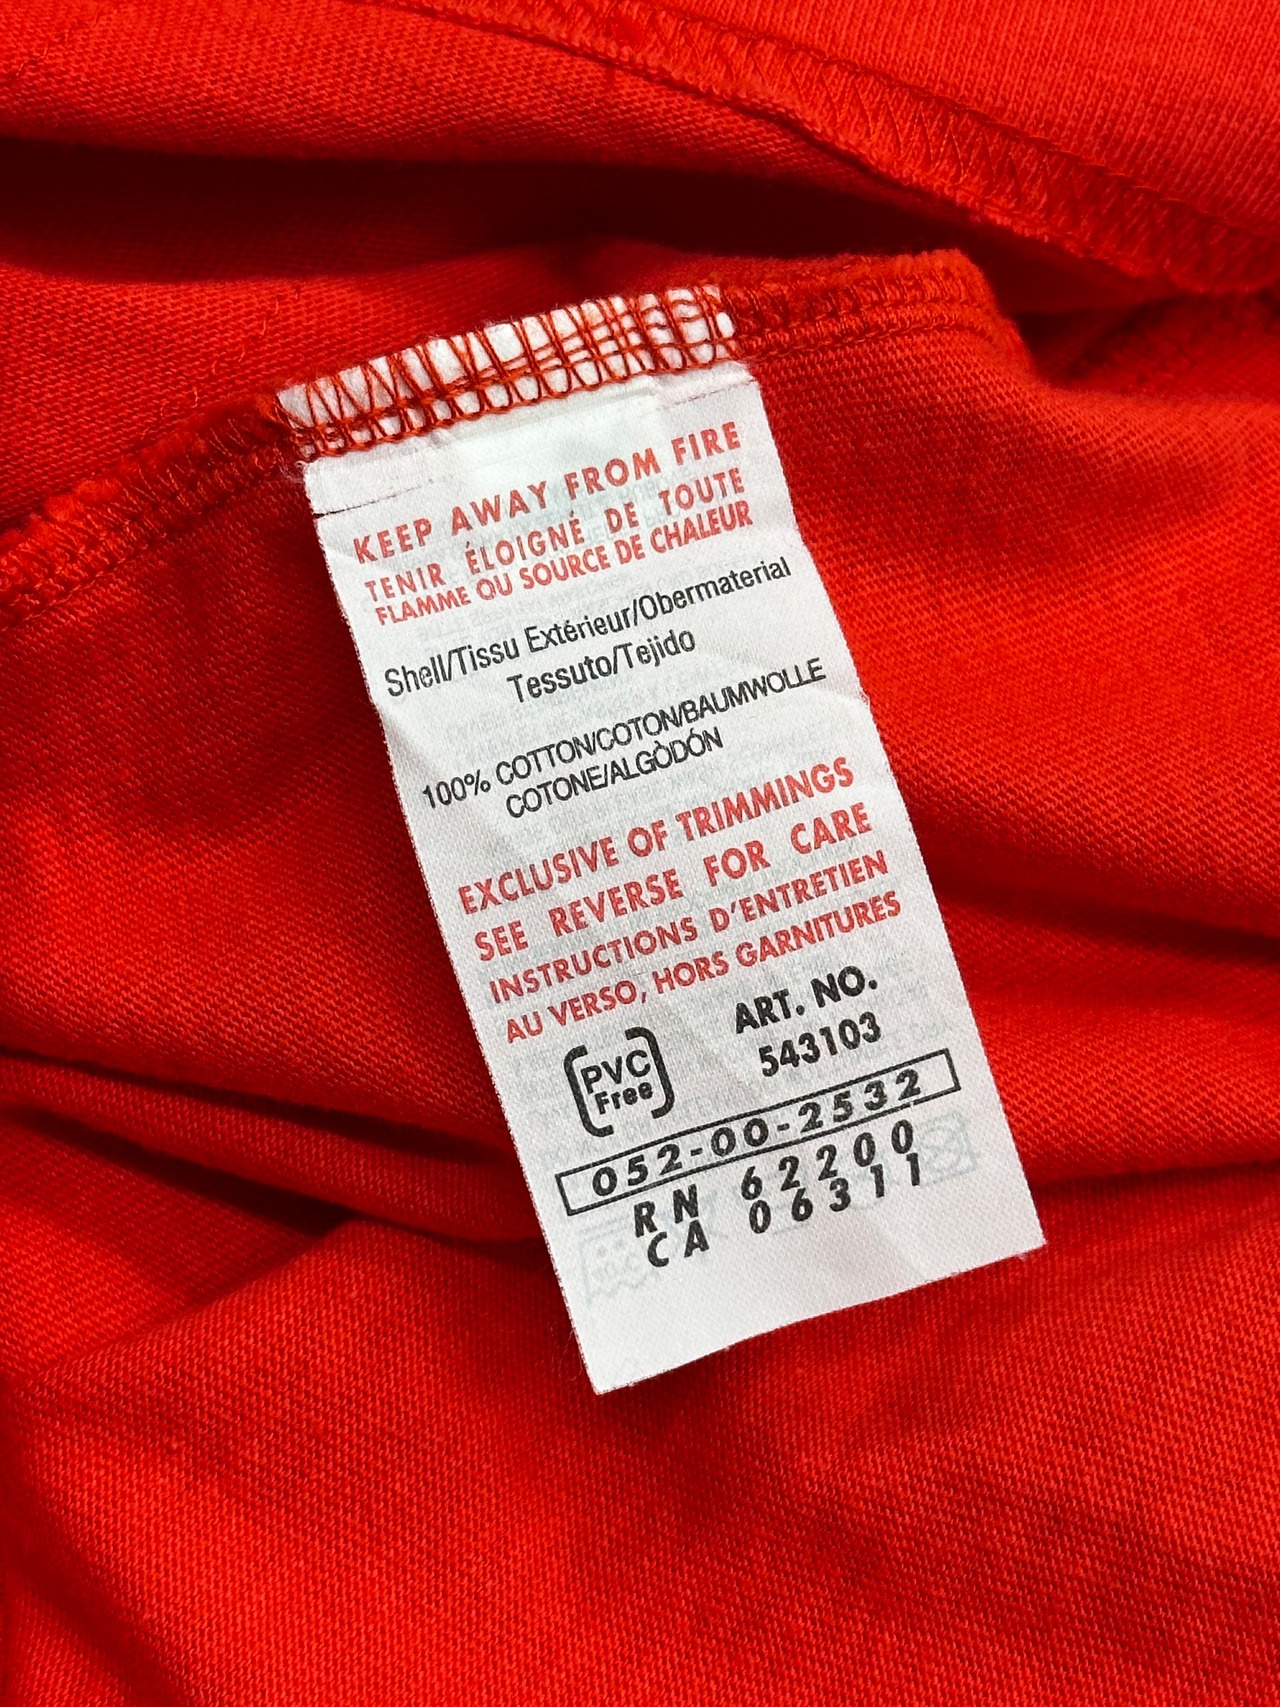 KEEP AWAY FROM FIRE
TENIR ÉLOIGNÉ DE TOUTE
FLAMME OU SOURCE DE CHALEUR
Shell/Tissu Extérieur/Obermaterial
Tessuto/Tejido
100% COTTON/COTON/BAUMWOLLE
COTONE/ALGÒDÓN
EXCLUSIVE OF TRIMMINGS
SEE REVERSE FOR CARE
INSTRUCTIONS D'ENTRETIEN
AU VERSO, HORS GARNITURES
PVC
Free
ART. NO.
543103
052-00-2532
RN 62200
CA 06311